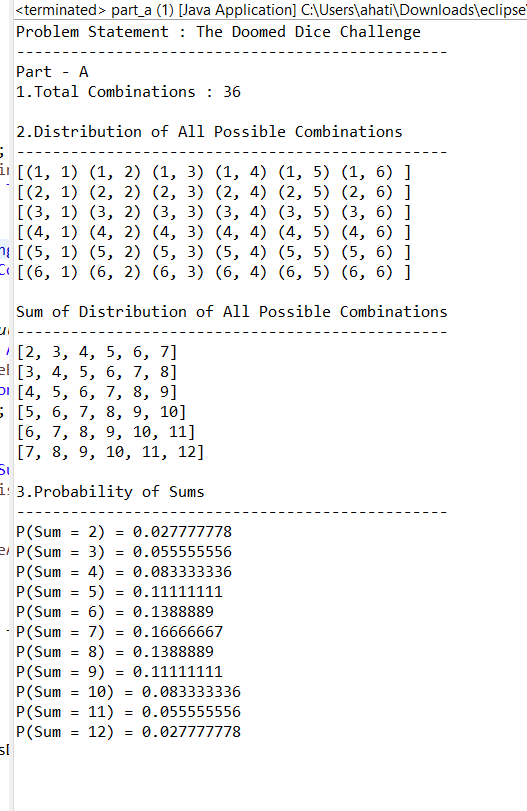 <terminated> part_a (1) [Java Application] C:\Users\ahati\Downloads\eclipse\
Problem Statement : The Doomed Dice Challenge
------------------------------------------------
Part - A
1.Total Combinations : 36
2.Distribution of All Possible Combinations
------------------------------------------------
[(1, 1) (1, 2) (1, 3) (1, 4) (1, 5) (1, 6) ]
[(2, 1) (2, 2) (2, 3) (2, 4) (2, 5) (2, 6) ]
[(3, 1) (3, 2) (3, 3) (3, 4) (3, 5) (3, 6) ]
[(4, 1) (4, 2) (4, 3) (4, 4) (4, 5) (4, 6) ]
[(5, 1) (5, 2) (5, 3) (5, 4) (5, 5) (5, 6) ]
[(6, 1) (6, 2) (6, 3) (6, 4) (6, 5) (6, 6) ]
Sum of Distribution of All Possible Combinations
------------------------------------------------
[2, 3, 4, 5, 6, 7]
[3, 4, 5, 6, 7, 8]
[4, 5, 6, 7, 8, 9]
[5, 6, 7, 8, 9, 10]
[6, 7, 8, 9, 10, 11]
[7, 8, 9, 10, 11, 12]
3.Probability of Sums
------------------------------------------------
P(Sum = 2) = 0.027777778
P(Sum = 3) = 0.055555556
P(Sum = 4) = 0.083333336
P(Sum = 5) = 0.11111111
P(Sum = 6) = 0.1388889
P(Sum = 7) = 0.16666667
P(Sum = 8) = 0.1388889
P(Sum = 9) = 0.11111111
P(Sum = 10) = 0.083333336
P(Sum = 11) = 0.055555556
P(Sum = 12) = 0.027777778